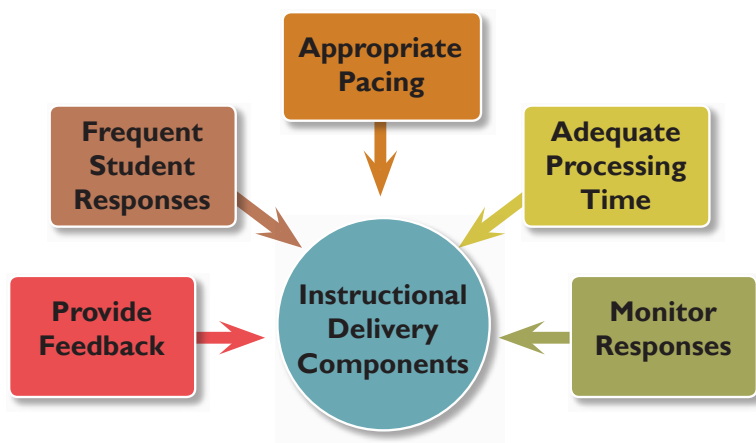 Appropriate
Pacing
Frequent
Student
Responses
Adequate
Processing
Time
Provide
Feedback
Instructional
Delivery
Components
Monitor
Responses